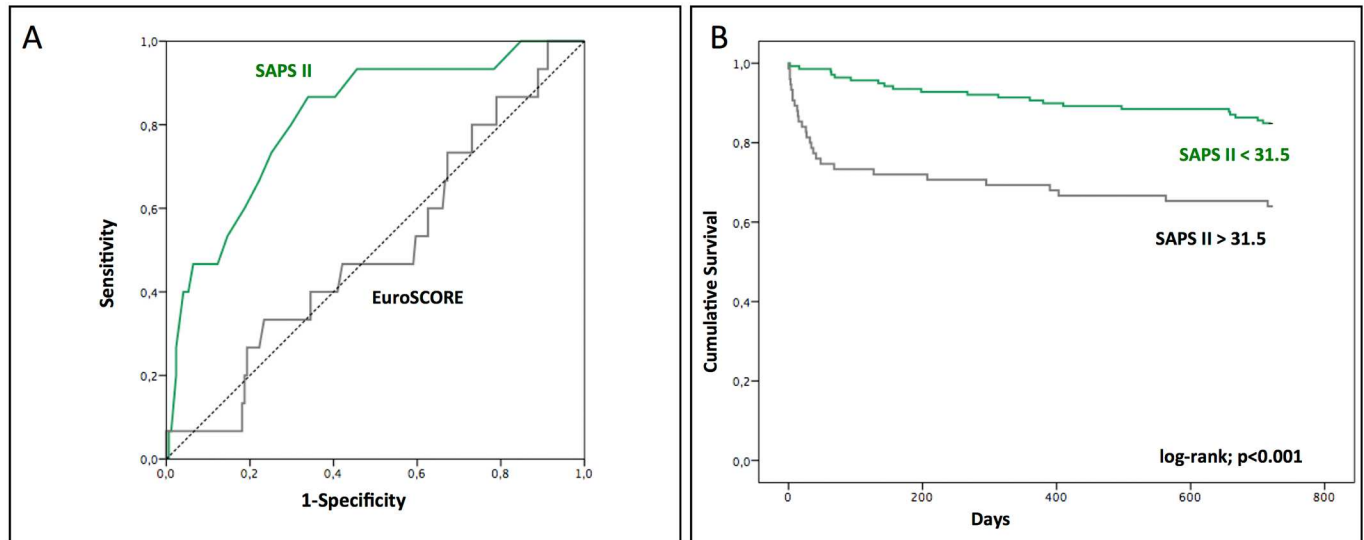 A
SAPS II
EuroSCORE
Sensitivity
1,0
0,8
0,6
0,4
0,2
0,0
0,0 0,2 0,4 0,6 0,8 1,0
1-Specificity
B
SAPS II < 31.5
SAPS II > 31.5
log-rank; p<0.001
Cumulative Survival
1,0
0,8
0,6
0,4
0,2
0,0
0 200 400 600 800
Days